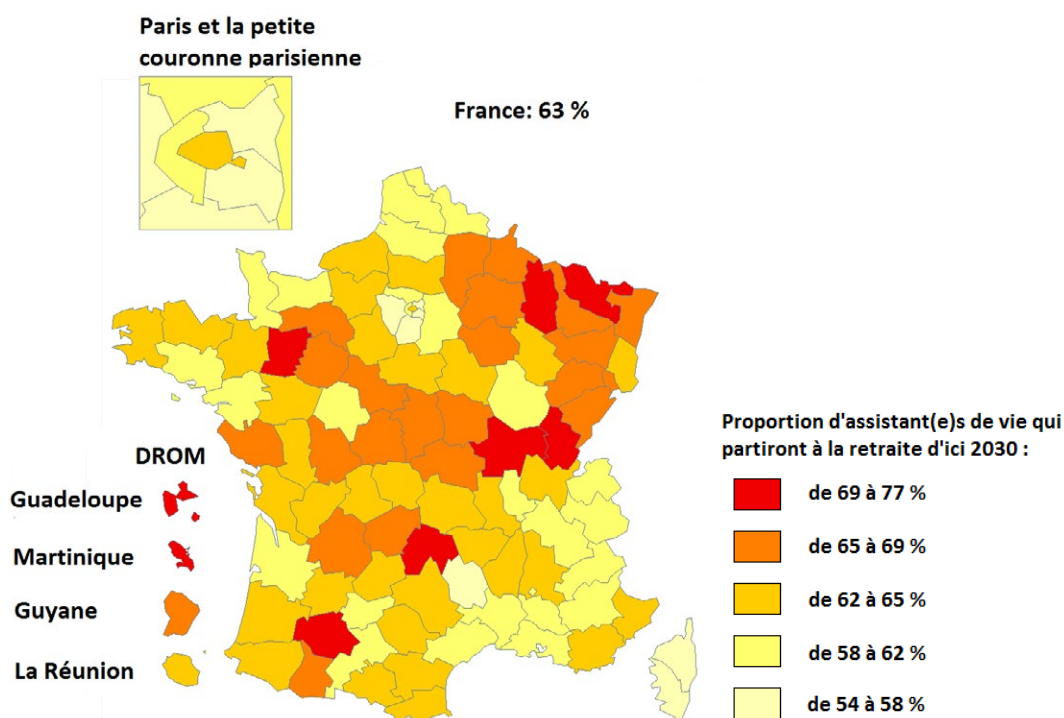 Paris et la petite
couronne parisienne
France: 63 %
DROM
Guadeloupe
Martinique
Guyane
La Réunion
Proportion d'assistant(e)s de vie qui
partiront à la retraite d'ici 2030 :
de 69 à 77 %
de 65 à 69 %
de 62 à 65 %
de 58 à 62 %
de 54 à 58 %